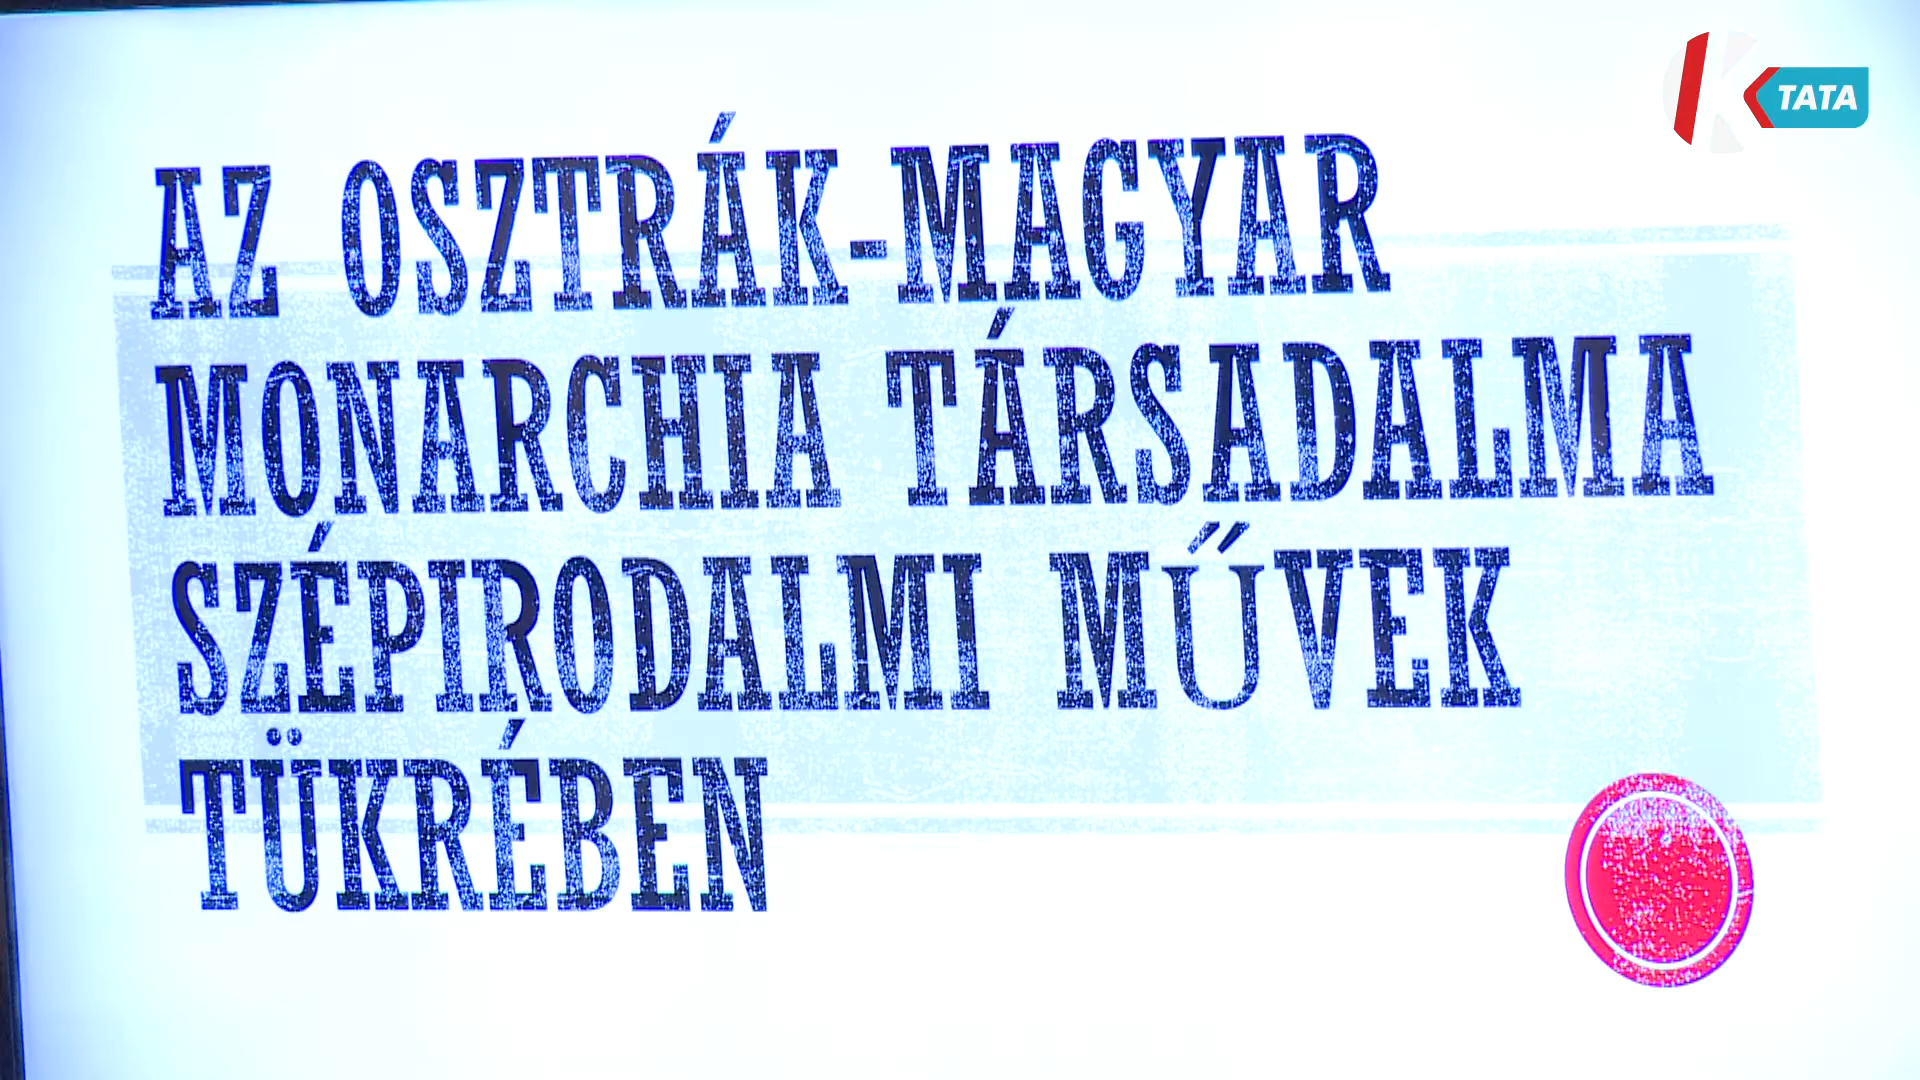 K TATA
AZ OSZTRÁK-MAGYAR
MONARCHIA TÁRSADALMA
SZÉPIRODALMI MŰVEK
TÜKRÉBEN